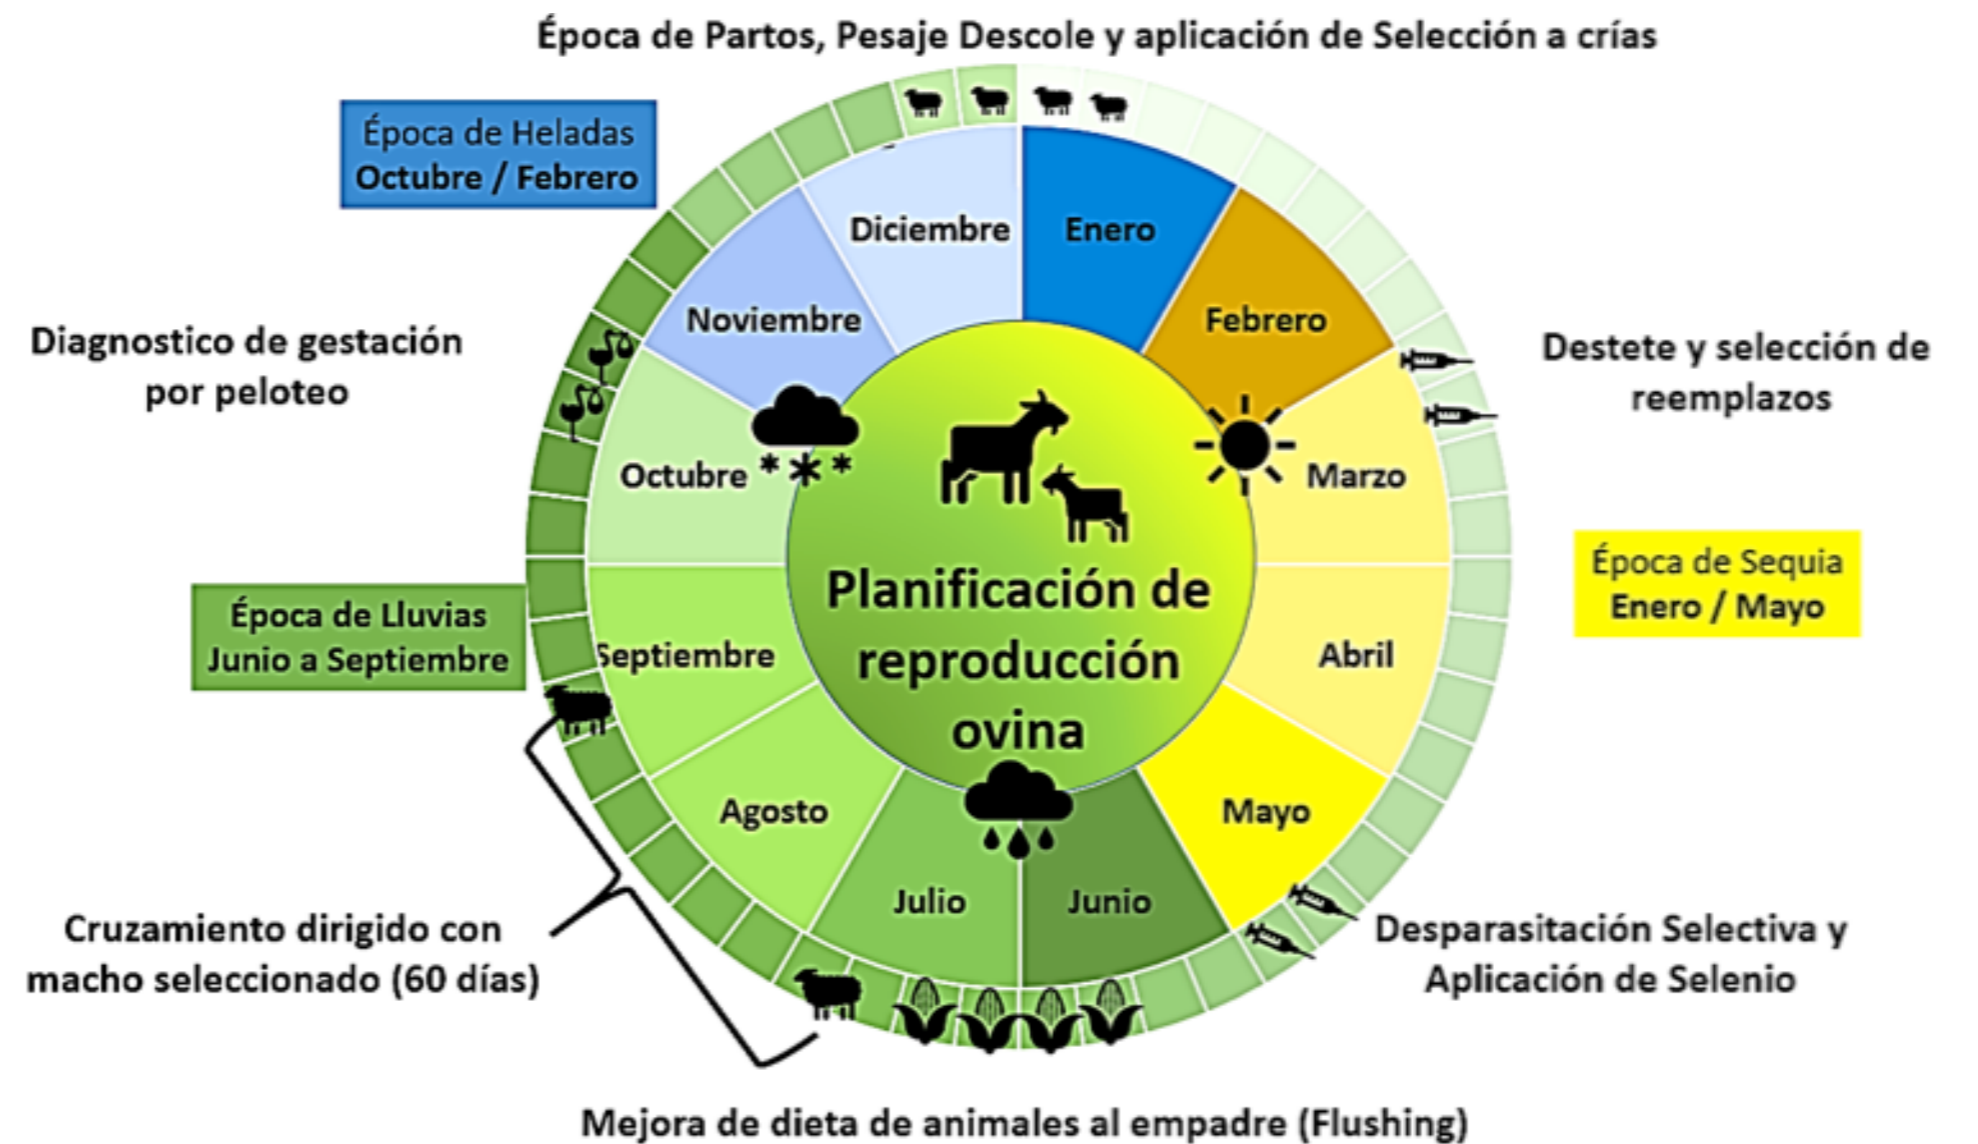 Época de Partos, Pesaje Descole y aplicación de Selección a crías
Época de Heladas
Octubre / Febrero
Diciembre
Enero
Noviembre
Febrero
Diagnostico de gestación
por peloteo
Destete y selección de
reemplazos
Octubre
Marzo
Época de Sequia
Enero / Mayo
Planificación de
reproducción
ovina
Época de Lluvias
Junio a Septiembre
Septiembre
Abril
Agosto
Mayo
Julio
Junio
Cruzamiento dirigido con
macho seleccionado (60 días)
Desparasitación Selectiva y
Aplicación de Selenio
Mejora de dieta de animales al empadre (Flushing)